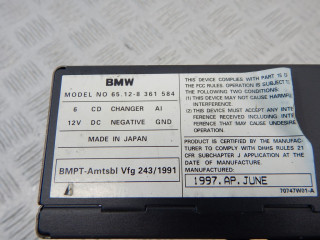 BMW
MODEL NO 65.12-8 361 584
6 CD CHANGER AI
12V DC NEGATIVE GND
MADE IN JAPAN
BMPT-Amtsbl Vfg 243/1991
THIS DEVICE COMPLIES WITH PART 15 O
THE FCC RULES. OPERATION IS SUBJECT
THE FOLLOWING TWO CONDITIONS:
(1) THIS DEVICE MAY NOT CAUSE HARMF
INTERFERENCE.
(2) THIS DEVICE MUST ACCEPT ANY INTER
FERENCE RECEIVED, INCLUDING INTER
FERENCE THAT MAY CAUSE UNDESIRE
OPERATION.
PRODUCT IS CERTIFIED BY THE MANUFAC-
TURER TO COMPLY WITH DHHS RULES 21
CFR SUBCHAPTER J APPLICATION AT THE
DATE OF MANUFACTURE.
MANUFACTURED:
1997.AP.JUNE
70747W01-A